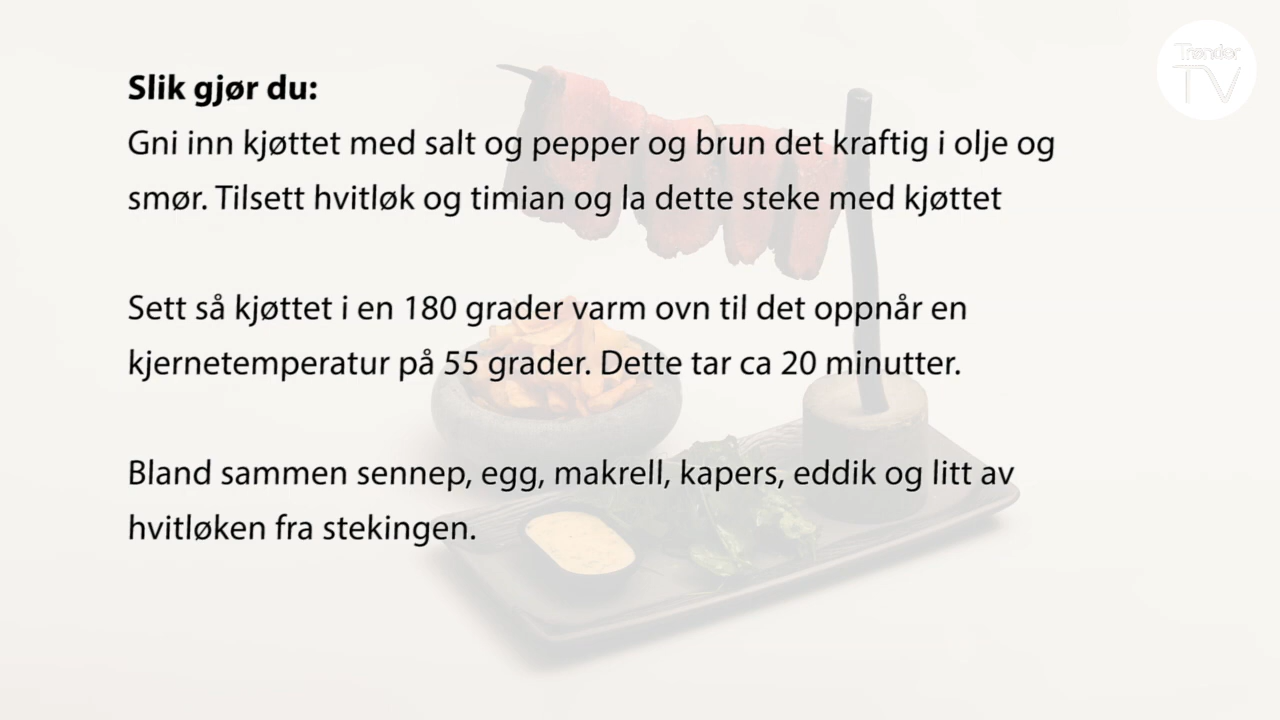 Trønder
TV
Slik gjør du:
Gni inn kjøttet med salt og pepper og brun det kraftig i olje og
smør. Tilsett hvitløk og timian og la dette steke med kjøttet
Sett så kjøttet i en 180 grader varm ovn til det oppnår en
kjernetemperatur på 55 grader. Dette tar ca 20 minutter.
Bland sammen sennep, egg, makrell, kapers, eddik og litt av
hvitløken fra stekingen.